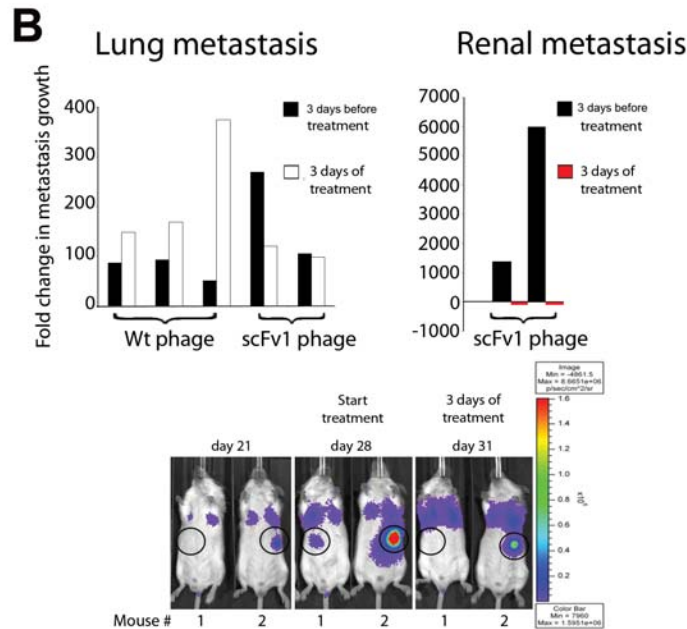 B
Lung metastasis
Renal metastasis
Fold change in metastasis growth
400
300
200
100
0
3 days before
treatment
3 days of
treatment
Wt phage
scFv1 phage
7000
6000
5000
4000
3000
2000
1000
0
-1000
3 days before
treatment
3 days of
treatment
scFv1 phage
Start
treatment
3 days of
treatment
day 21
day 28
day 31
Mouse #
1
2
1
2
1
2
Image
Min = -4861.5
Max = 8.6651e+06
p/sec/cm^2/sr
1.6
1.4
1.2
1.0
0.8
0.6
0.4
0.2
Color Bar
Min = 7960
Max = 1.5951e+06